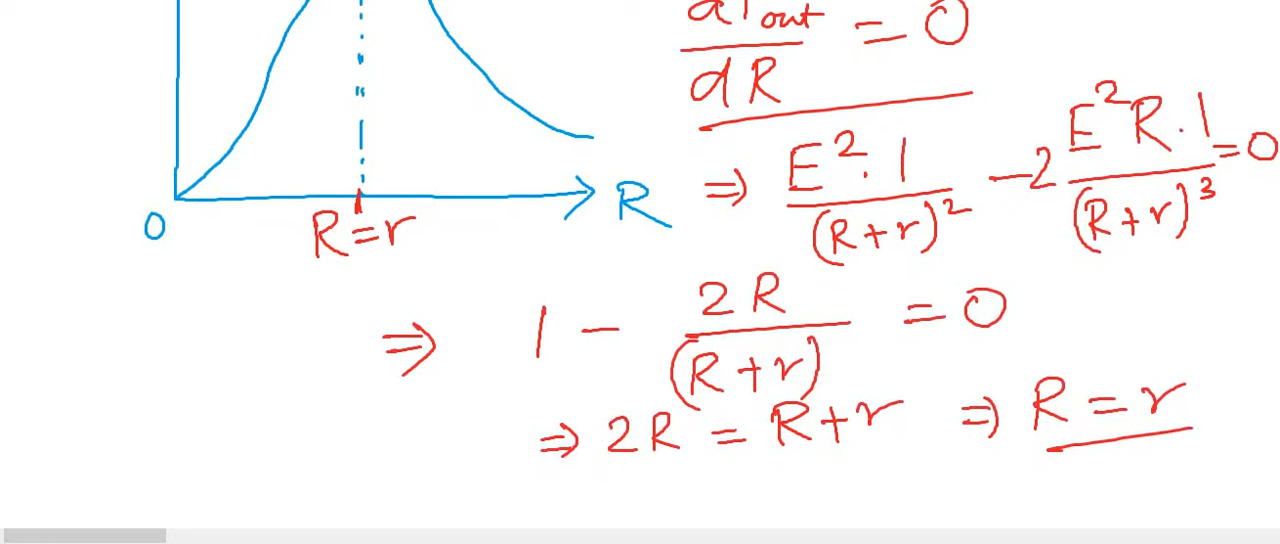 dP_out/dR = 0
⇒ E²·1/(R+r)² - 2 E²R·1/(R+r)³ = 0
R
0
R=r
⇒ 1 - 2R/(R+r) = 0
⇒ 2R = R+r ⇒ R = r